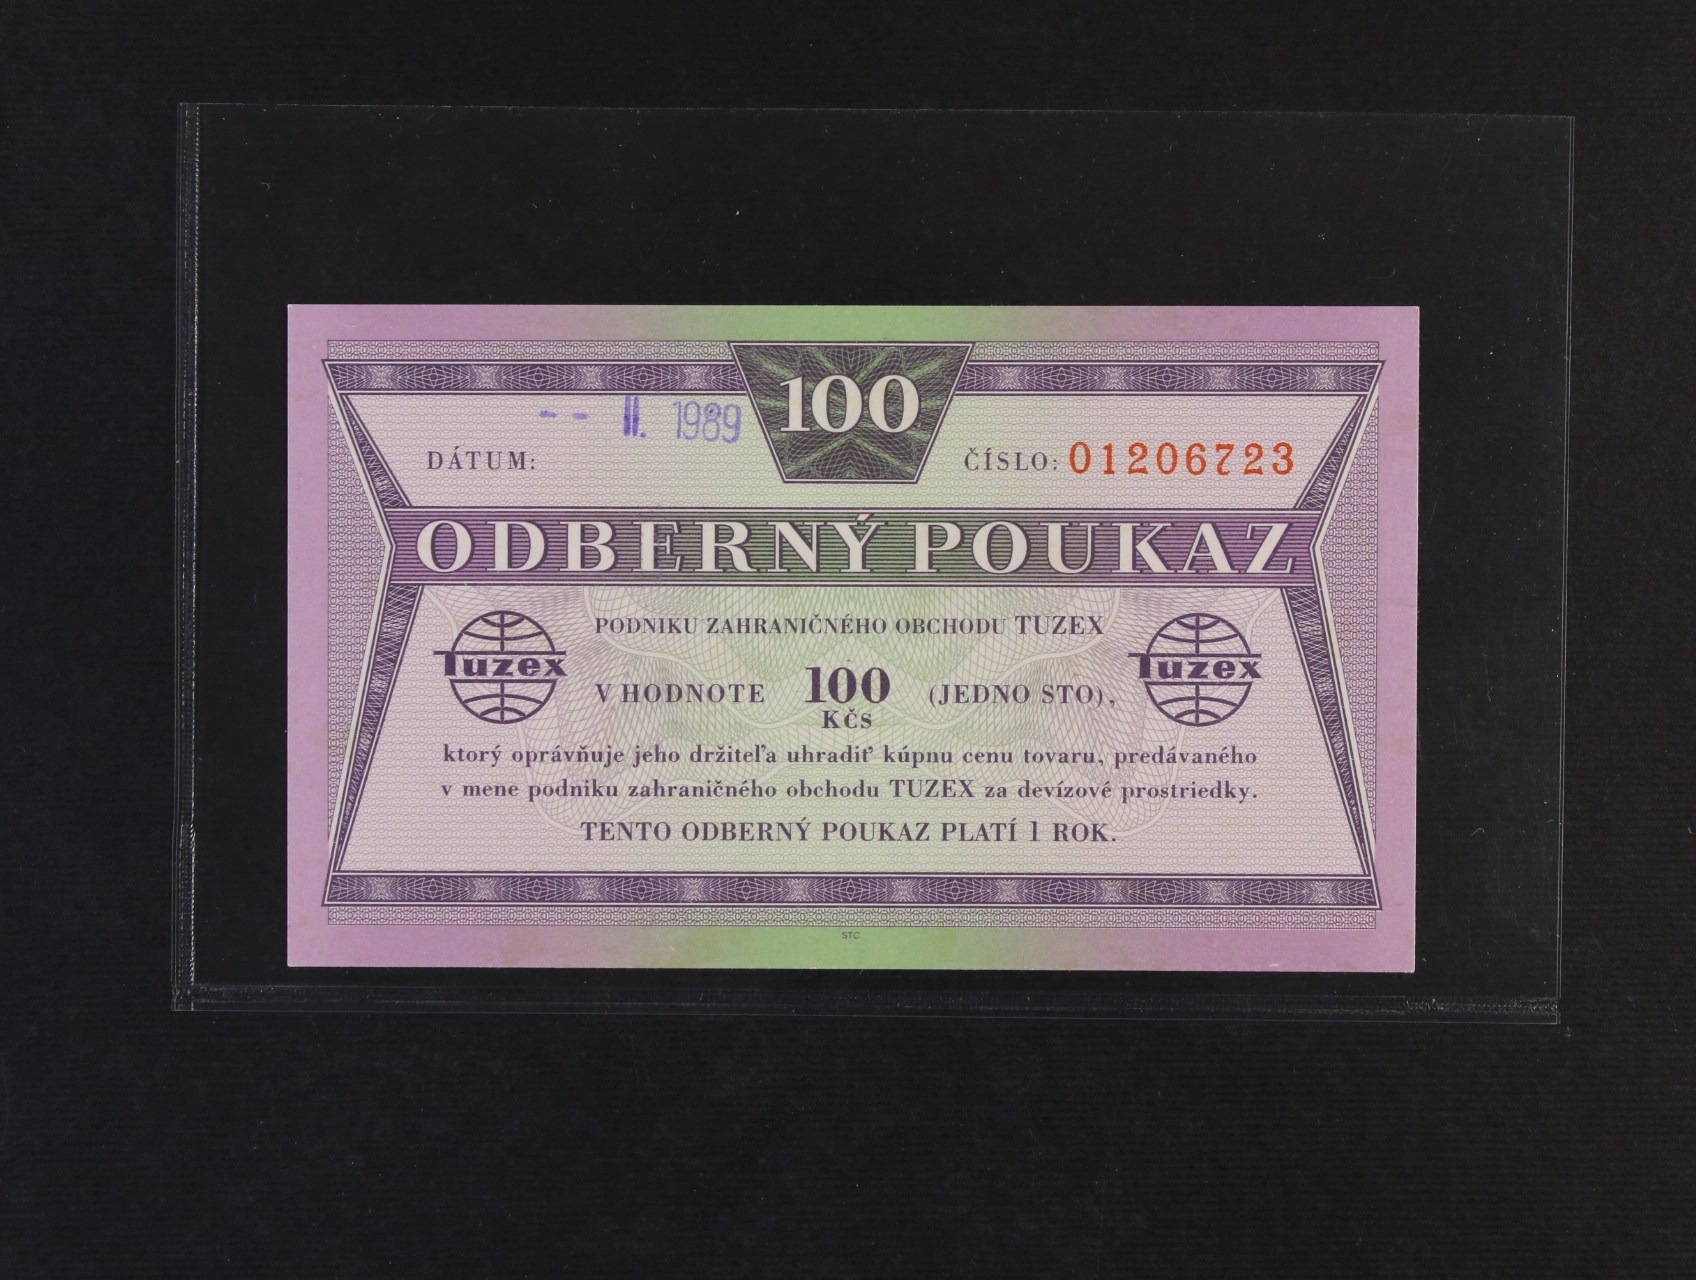 100
- - II. 1989
DÁTUM:
ČÍSLO: 01206723
ODBERNÝ POUKAZ
PODNIKU ZAHRANIČNÉHO OBCHODU TUZEX
Tuzex
Tuzex
V HODNOTE 100 (JEDNO STO),
KČS
ktorý oprávňuje jeho držiteľa uhradiť kúpnu cenu tovaru, predávaného
v mene podniku zahraničného obchodu TUZEX za devízové prostriedky.
TENTO ODBERNÝ POUKAZ PLATÍ 1 ROK.
STC